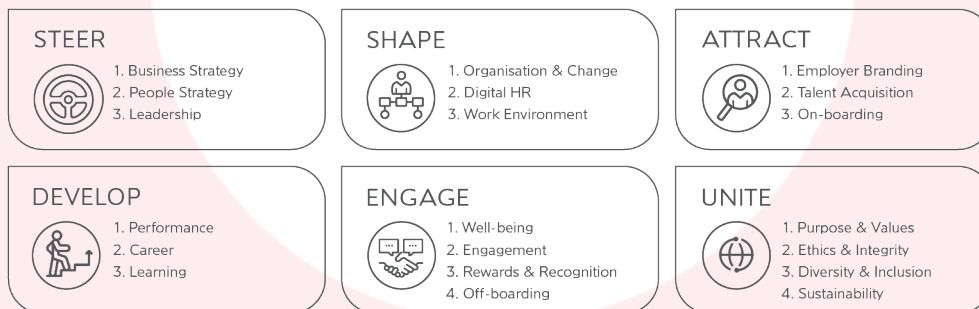 STEER
1. Business Strategy
2. People Strategy
3. Leadership
SHAPE
1. Organisation & Change
2. Digital HR
3. Work Environment
ATTRACT
1. Employer Branding
2. Talent Acquisition
3. On-boarding
DEVELOP
1. Performance
2. Career
3. Learning
ENGAGE
1. Well-being
2. Engagement
3. Rewards & Recognition
4. Off-boarding
UNITE
1. Purpose & Values
2. Ethics & Integrity
3. Diversity & Inclusion
4. Sustainability